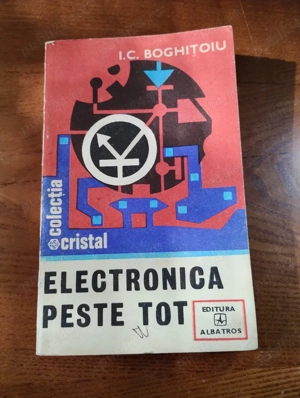 I.C. BOGHIȚOIU
colecția
cristal
ELECTRONICA
PESTE TOT
EDITURA
ALBATROS